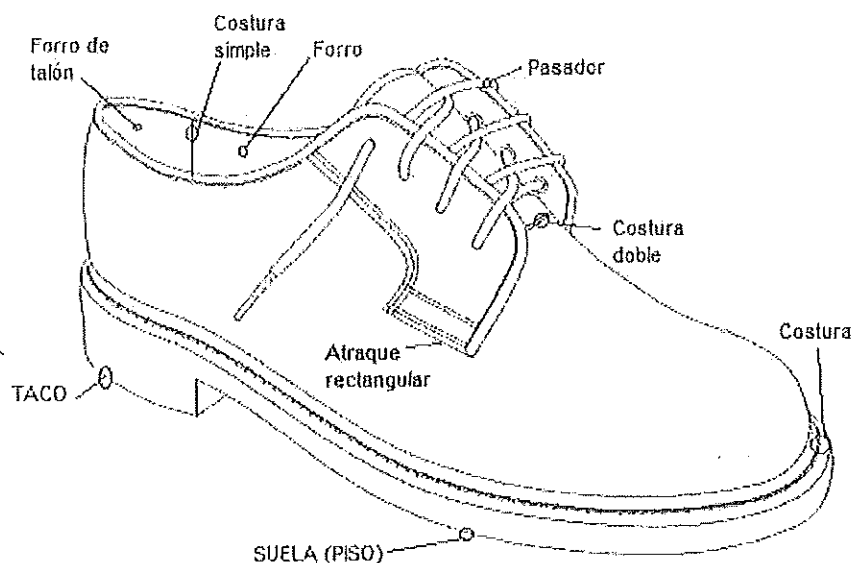 Costura
simple
Forro de
talón
Forro
Pasador
Costura
doble
Costura
Atraque
rectangular
TACO
SUELA (PISO)